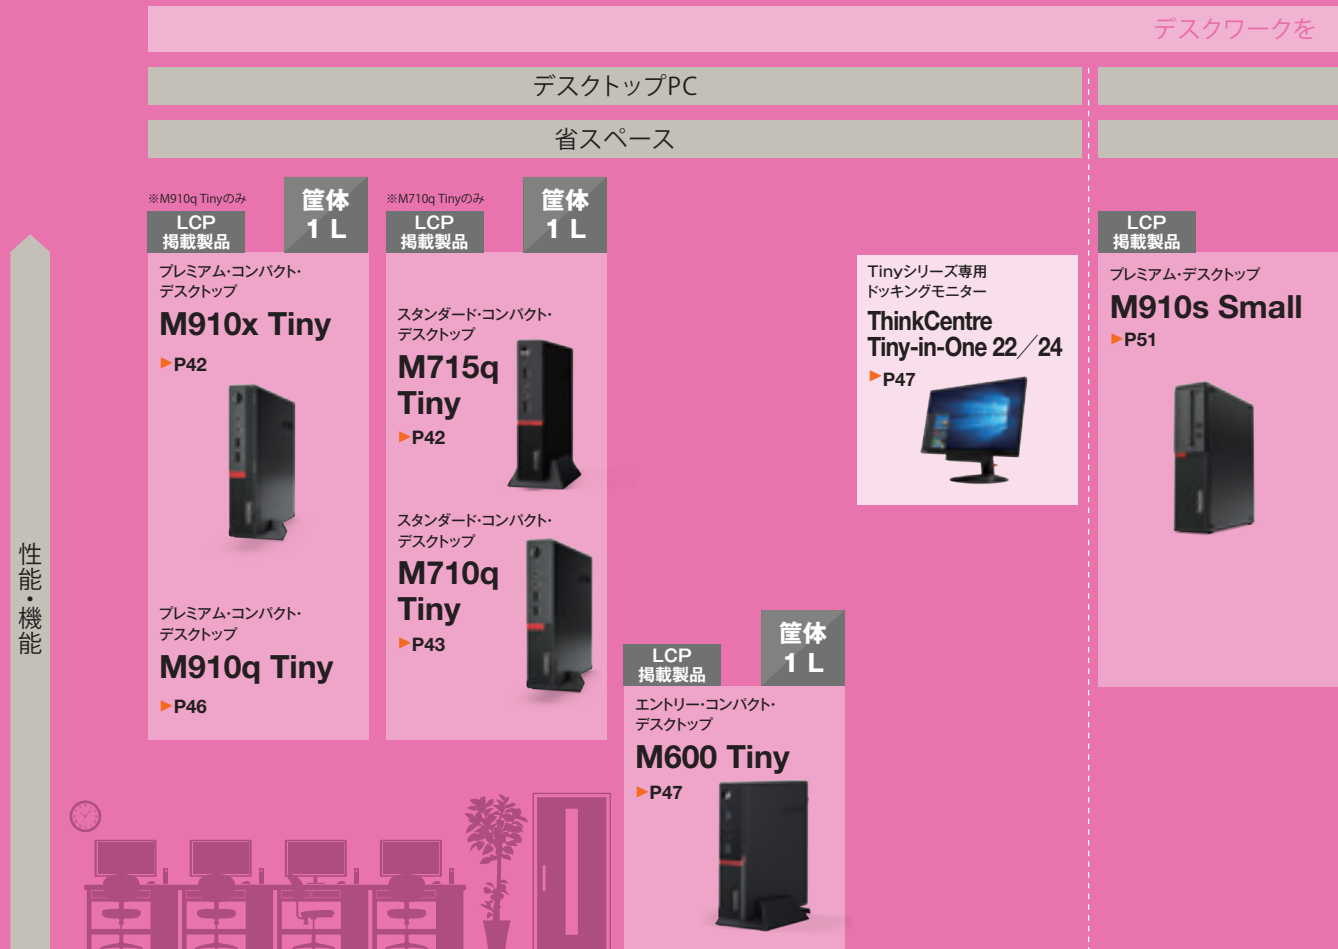 デスクワークを
デスクトップPC
省スペース
※M910q Tinyのみ
LCP
掲載製品
筐体
1 L
プレミアム・コンパクト・
デスクトップ
M910x Tiny
▶P42
プレミアム・コンパクト・
デスクトップ
M910q Tiny
▶P46
※M710q Tinyのみ
LCP
掲載製品
筐体
1 L
スタンダード・コンパクト・
デスクトップ
M715q
Tiny
▶P42
スタンダード・コンパクト・
デスクトップ
M710q
Tiny
▶P43
LCP
掲載製品
筐体
1 L
エントリー・コンパクト・
デスクトップ
M600 Tiny
▶P47
Tinyシリーズ専用
ドッキングモニター
ThinkCentre
Tiny-in-One 22／24
▶P47
LCP
掲載製品
プレミアム・デスクトップ
M910s Small
▶P51
性能・機能